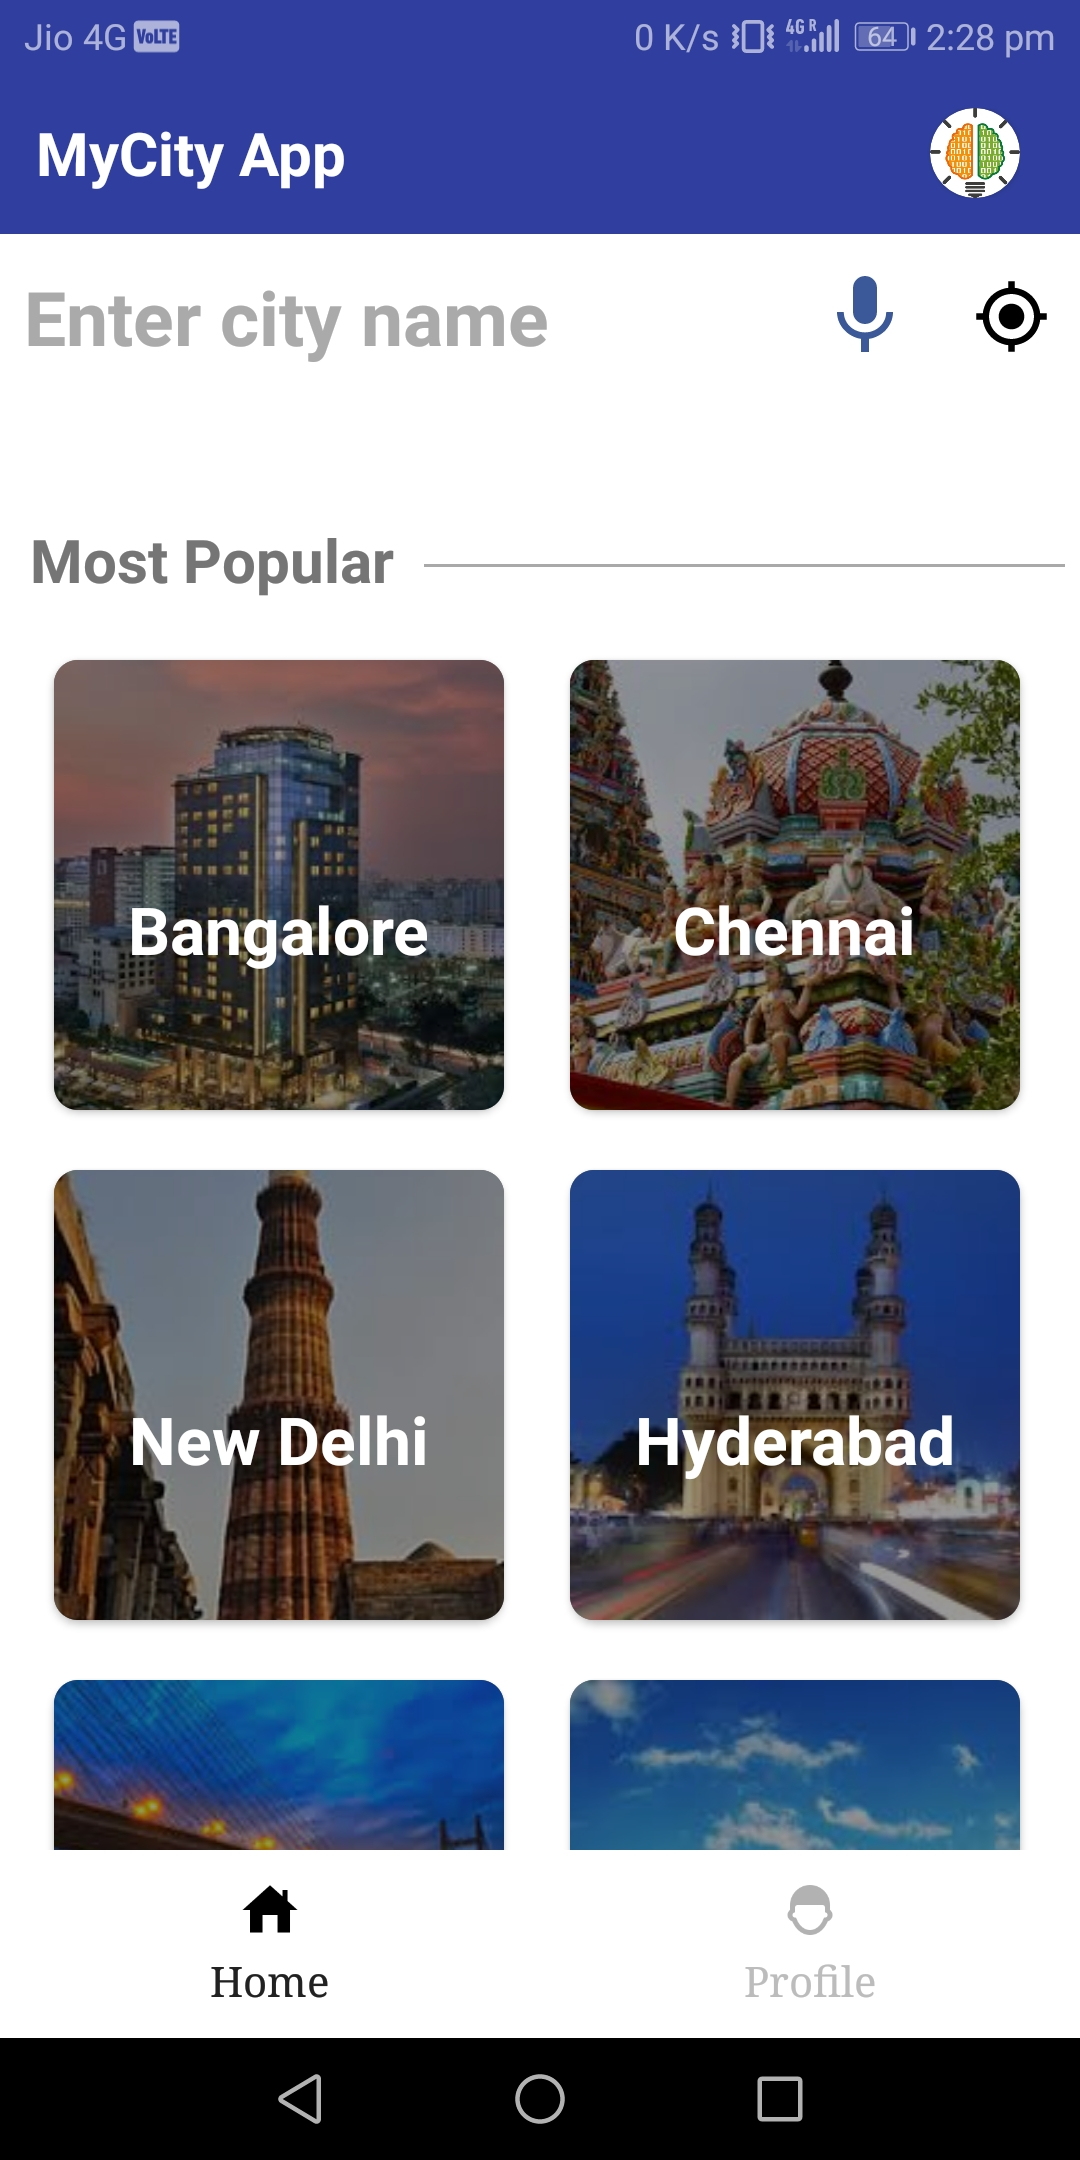 Jio 4G VoLTE 0 K/s 4G R 64 2:28 pm
MyCity App
Enter city name
Most Popular
Bangalore
Chennai
New Delhi
Hyderabad
Home
Profile